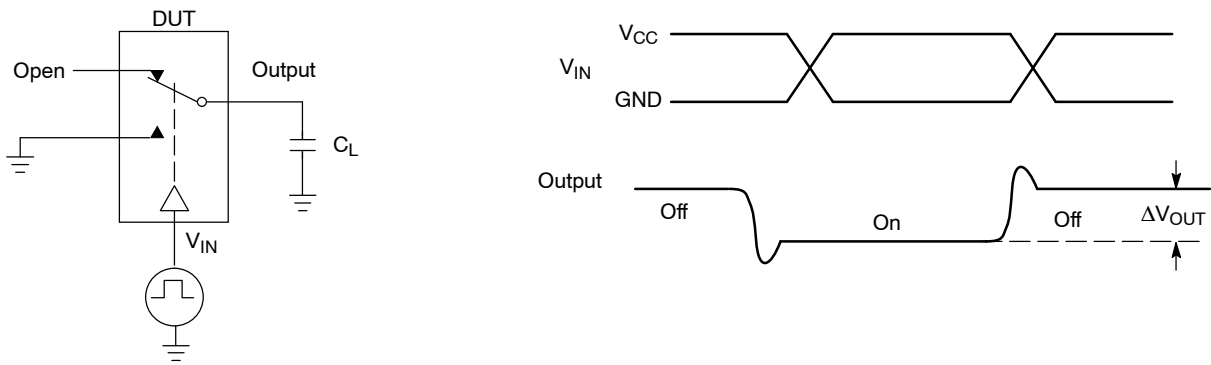 DUT
Open
Output
C_L
V_IN
V_CC
V_IN
GND
Output
Off
On
Off
ΔV_OUT